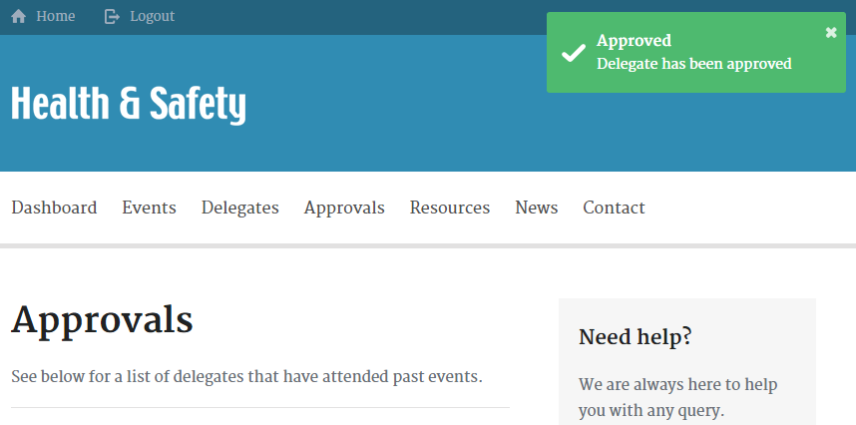 Home Logout
Approved
Delegate has been approved
Health & Safety
Dashboard Events Delegates Approvals Resources News Contact
Approvals
See below for a list of delegates that have attended past events.
Need help?
We are always here to help
you with any query.